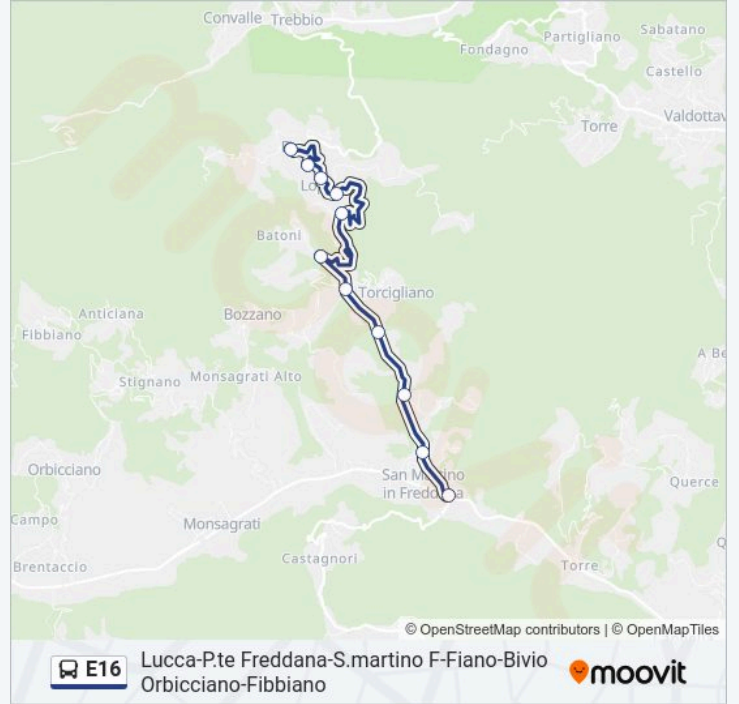 Convalle
Trebbio
Sabatano
Partigliano
Fondagno
Castello
Valdottav
Torre
Batoni
Torcigliano
Anticiana
Bozzano
Fibbiano
A Be
Stignano
Monsagrati Alto
Orbicciano
San
in Freddana
Querce
Campo
Monsagrati
Castagnori
Brentaccio
Torre
© OpenStreetMap contributors | © OpenMapTiles
E16
Lucca-P.te Freddana-S.martino F-Fiano-Bivio
Orbicciano-Fibbiano
moovit